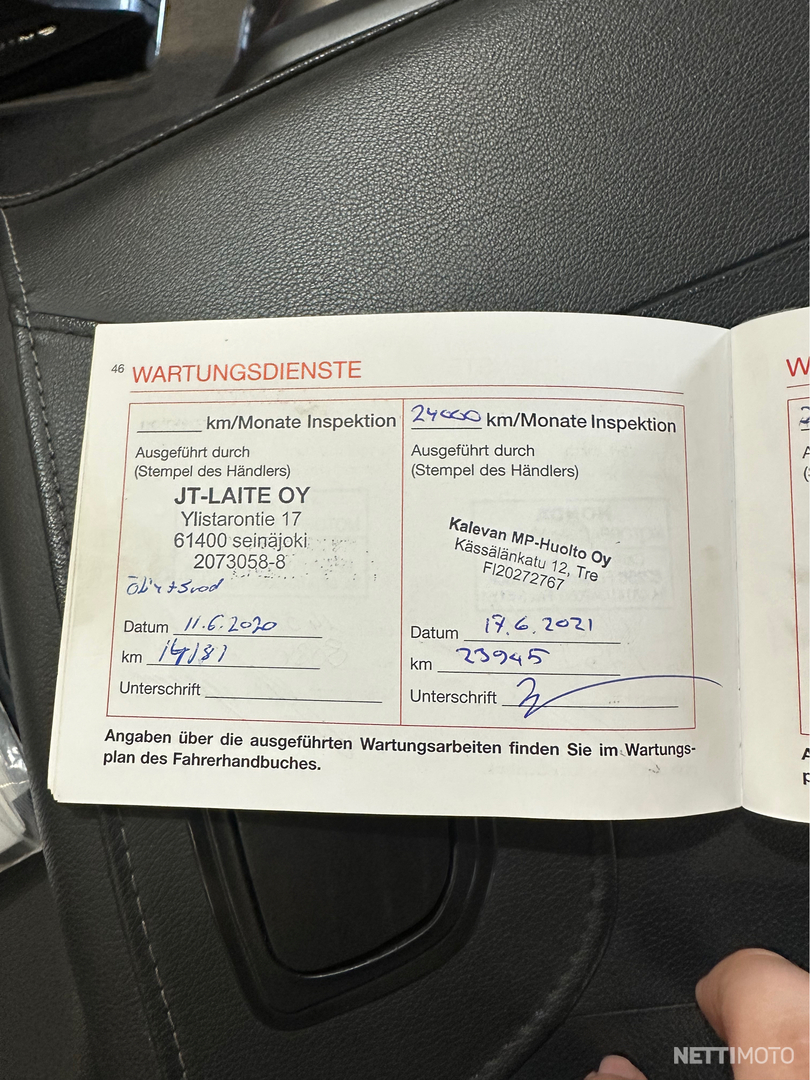 46 WARTUNGSDIENSTE
km/Monate Inspektion
Ausgeführt durch
(Stempel des Händlers)
JT-LAITE OY
Ylistarontie 17
61400 seinäjoki
2073058-8
Datum 11.6.2020
km
Unterschrift
24000 km/Monate Inspektion
Ausgeführt durch
(Stempel des Händlers)
Kalevan MP-Huolto Oy
Kässälänkatu 12, Tre
FI20272767
Datum 17.6.2021
km 23945
Unterschrift
Angaben über die ausgeführten Wartungsarbeiten finden Sie im Wartungs-
plan des Fahrerhandbuches.
W
NETTIMOTO